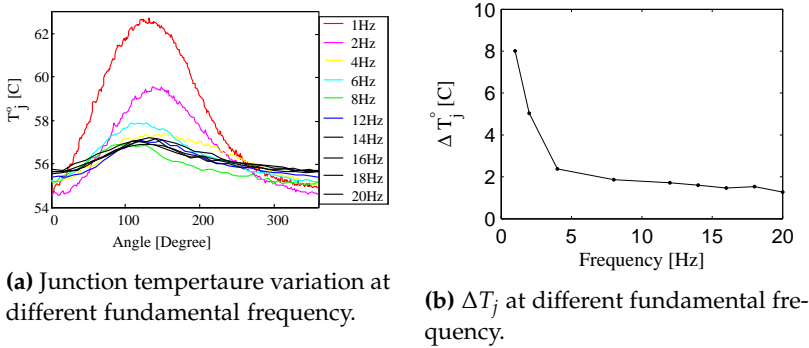 62
60
58
56
54
T°j [C]
0
100
200
300
Angle [Degree]
1Hz
2Hz
4Hz
6Hz
8Hz
12Hz
14Hz
16Hz
18Hz
20Hz
(a) Junction tempertaure variation at
different fundamental frequency.
10
8
6
4
2
0
Δ T°j [C]
0
5
10
15
20
Frequency [Hz]
(b) ΔTj at different fundamental fre-
quency.